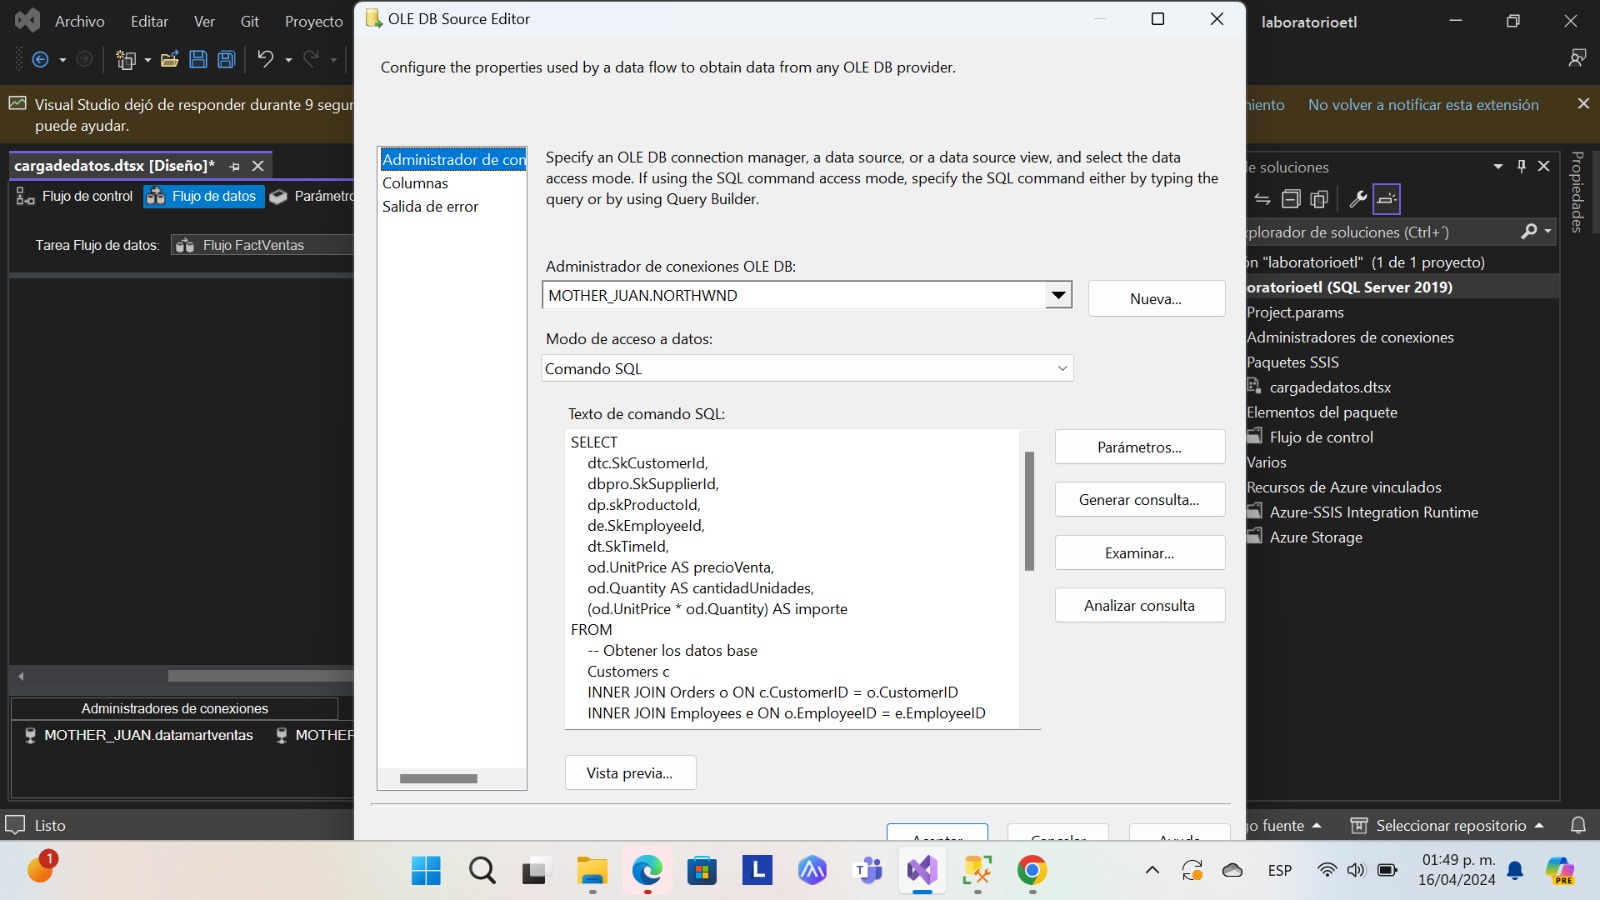 OLE DB Source Editor
Archivo Editar Ver Git Proyecto
laboratorioetl
Configure the properties used by a data flow to obtain data from any OLE DB provider.
Visual Studio dejó de responder durante 9 segur
puede ayudar.
niento No volver a notificar esta extensión
cargadedatos.dtsx [Diseño]*
Flujo de control Flujo de datos Parámetro
Tarea Flujo de datos: Flujo FactVentas
Administrador de con
Columnas
Salida de error
Specify an OLE DB connection manager, a data source, or a data source view, and select the data
access mode. If using the SQL command access mode, specify the SQL command either by typing the
query or by using Query Builder.
Administrador de conexiones OLE DB:
MOTHER_JUAN.NORTHWND
Nueva...
Modo de acceso a datos:
Comando SQL
Texto de comando SQL:
SELECT
dtc.SkCustomerId,
dbpro.SkSupplierId,
dp.skProductoId,
de.SkEmployeeId,
dt.SkTimeId,
od.UnitPrice AS precioVenta,
od.Quantity AS cantidadUnidades,
(od.UnitPrice * od.Quantity) AS importe
FROM
-- Obtener los datos base
Customers c
INNER JOIN Orders o ON c.CustomerID = o.CustomerID
INNER JOIN Employees e ON o.EmployeeID = e.EmployeeID
Parámetros...
Generar consulta...
Examinar...
Analizar consulta
Vista previa...
Aceptar Cancelar Ayuda
e soluciones
Propiedades
xplorador de soluciones (Ctrl+´)
ón "laboratorioetl" (1 de 1 proyecto)
oratorioetl (SQL Server 2019)
Project.params
Administradores de conexiones
Paquetes SSIS
cargadedatos.dtsx
Elementos del paquete
Flujo de control
Varios
Recursos de Azure vinculados
Azure-SSIS Integration Runtime
Azure Storage
Administradores de conexiones
MOTHER_JUAN.datamartventas MOTHER
Listo
go fuente Seleccionar repositorio
1
L
T
ESP
01:49 p. m.
16/04/2024
PRE